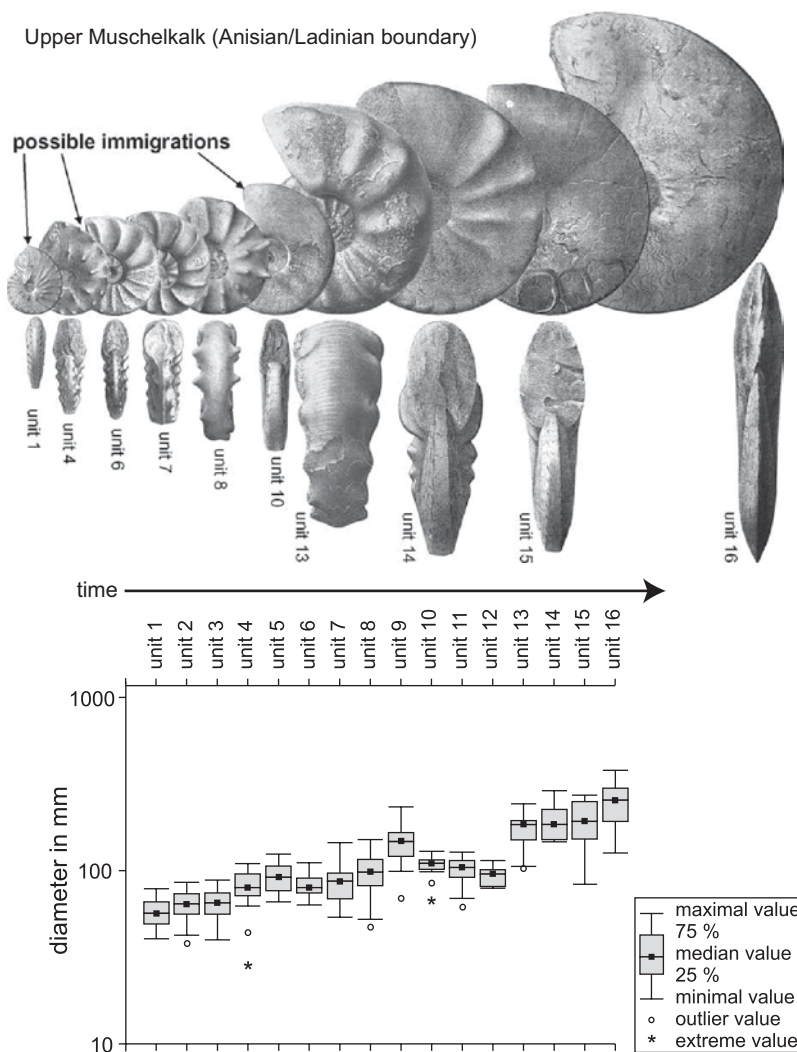 Upper Muschelkalk (Anisian/Ladinian boundary)
possible immigrations
unit 1
unit 4
unit 6
unit 7
unit 8
unit 10
unit 13
unit 14
unit 15
unit 16
time
unit 1
unit 2
unit 3
unit 4
unit 5
unit 6
unit 7
unit 8
unit 9
unit 10
unit 11
unit 12
unit 13
unit 14
unit 15
unit 16
diameter in mm
1000
100
10
maximal value
75 %
median value
25 %
minimal value
outlier value
* extreme value